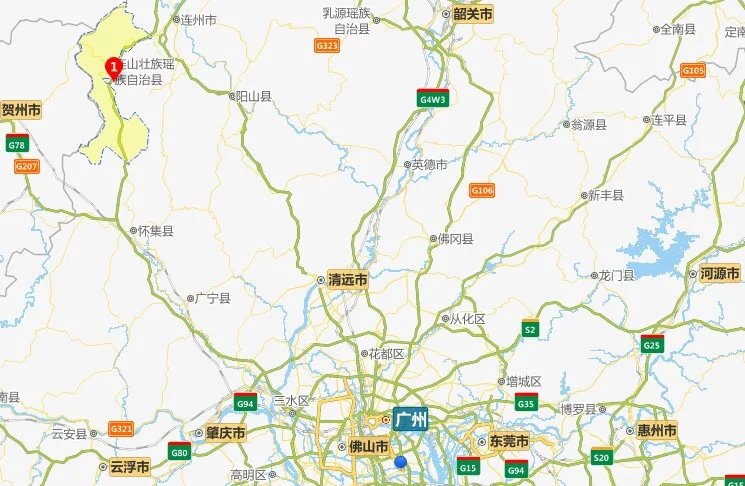 连州市
乳源瑶族
自治县
韶关市
全南县
定南
G323
G105
1
连山壮族瑶
族自治县
阳山县
G4W3
贺州市
连平县
翁源县
G78
G207
英德市
G106
新丰县
怀集县
佛冈县
龙门县
河源市
清远市
广宁县
从化区
S2
G25
花都区
增城区
南县
三水区
G94
G35
博罗县
广州
G321
云安县
肇庆市
惠州市
东莞市
佛山市
G80
S20
云浮市
高明区
G15
G94
G15